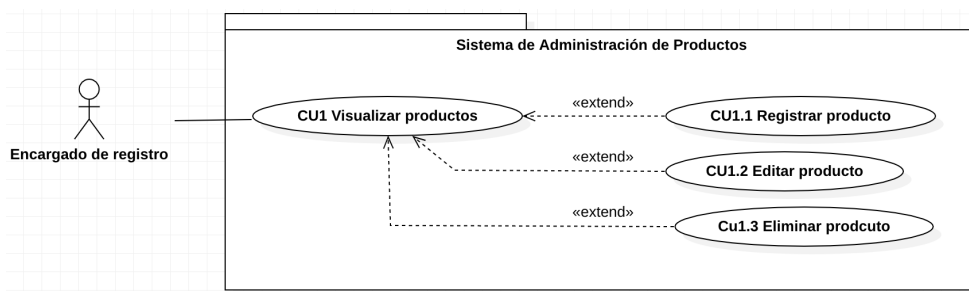 Sistema de Administración de Productos
«extend»
CU1 Visualizar productos
CU1.1 Registrar producto
Encargado de registro
«extend»
CU1.2 Editar producto
«extend»
Cu1.3 Eliminar prodcuto